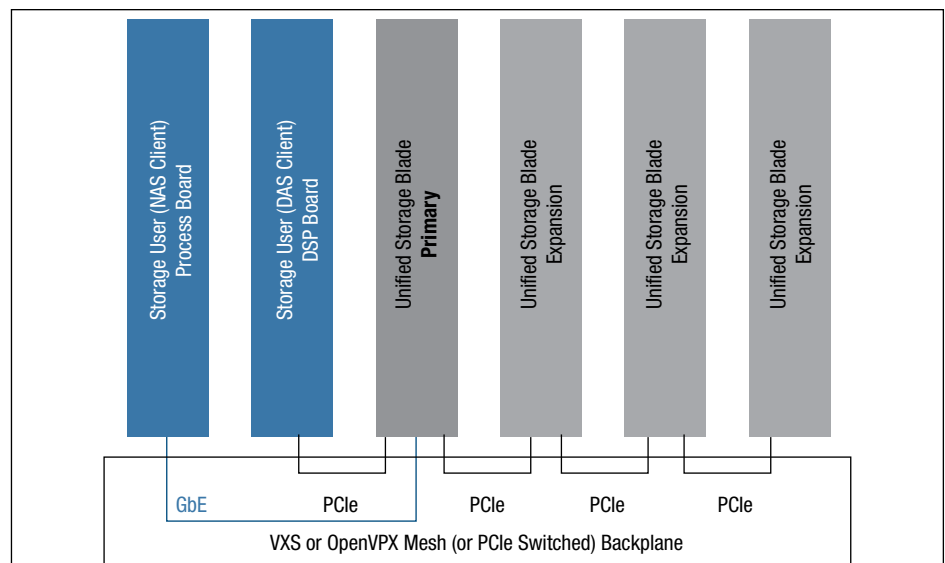 Storage User (NAS Client)
Process Board
Storage User (DAS Client)
DSP Board
Unified Storage Blade
Primary
Unified Storage Blade
Expansion
Unified Storage Blade
Expansion
Unified Storage Blade
Expansion
GbE
PCIe
PCIe
PCIe
PCIe
VXS or OpenVPX Mesh (or PCIe Switched) Backplane